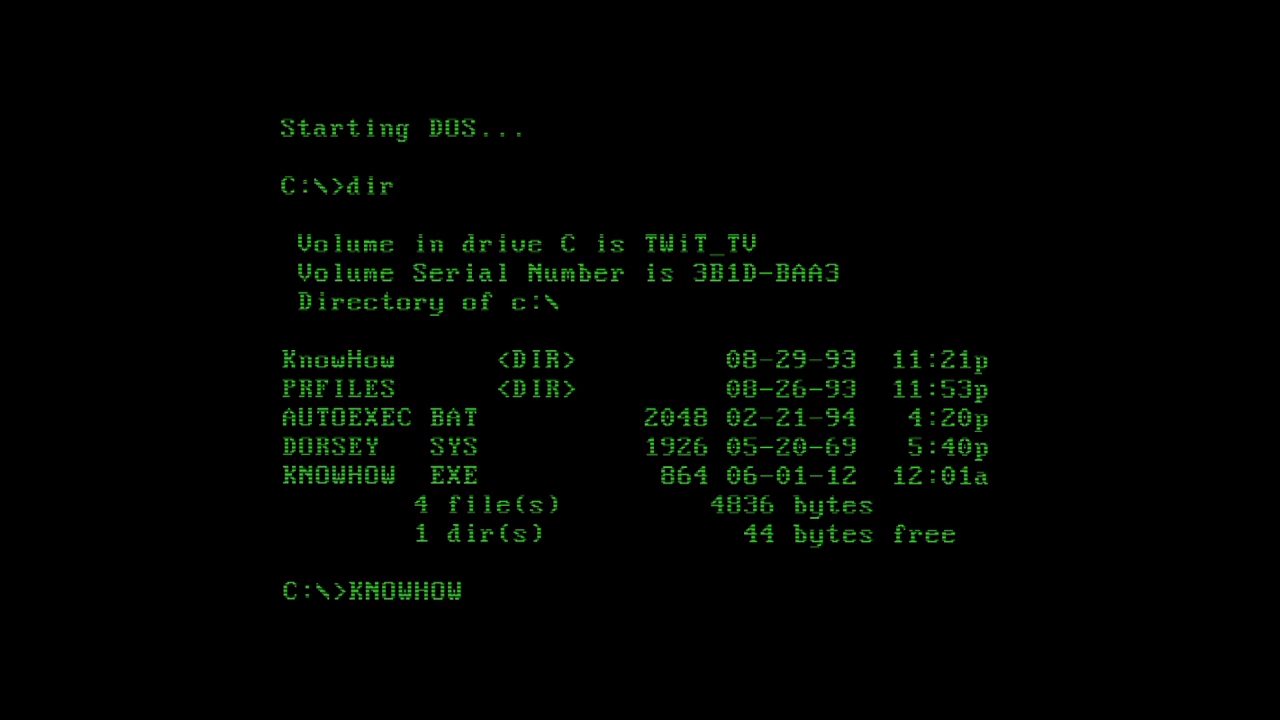 Starting DOS...
C:\>dir
Volume in drive C is TWiT_TV
Volume Serial Number is 3B1D-BAA3
Directory of c:\
KnowHow <DIR> 08-29-93 11:21p
PRFILES <DIR> 08-26-93 11:53p
AUTOEXEC BAT 2048 02-21-94 4:20p
DORSEY SYS 1926 05-20-69 5:40p
KNOWHOW EXE 864 06-01-12 12:01a
4 file(s) 4836 bytes
1 dir(s) 44 bytes free
C:\>KNOWHOW